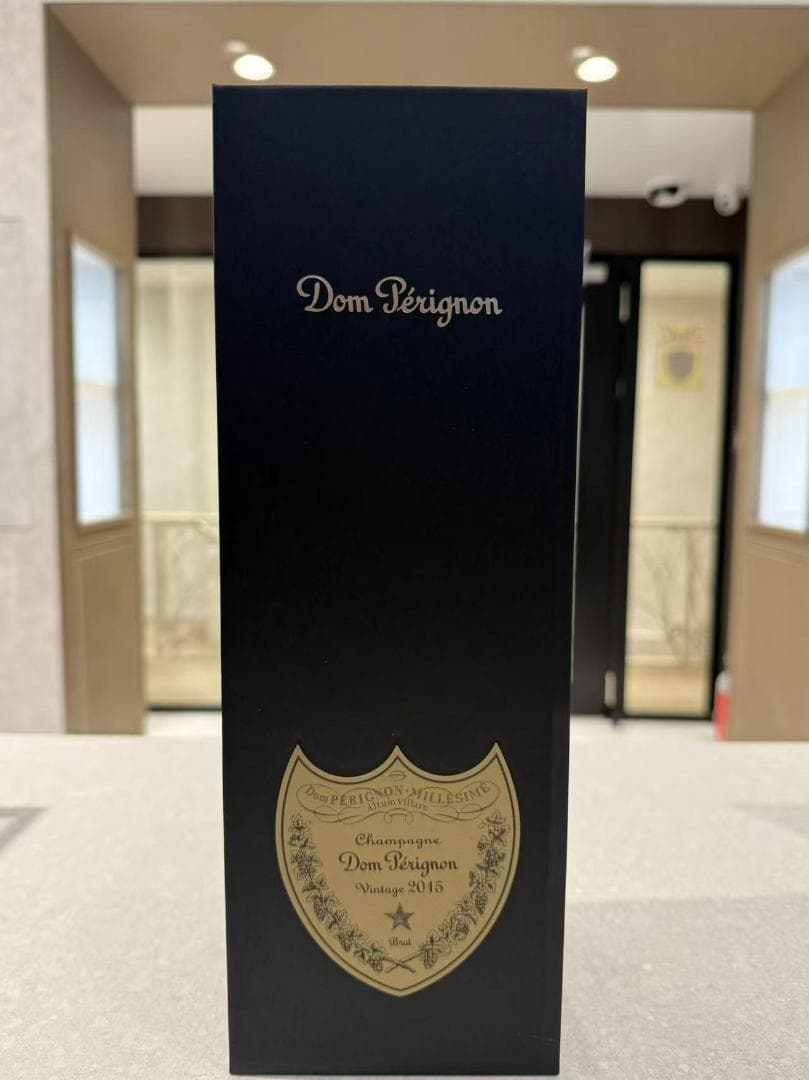 Dom Pérignon
Dom PÉRIGNON · MILLÉSIME
Altum Villare
Champagne
Dom Pérignon
Vintage 2015
Brut